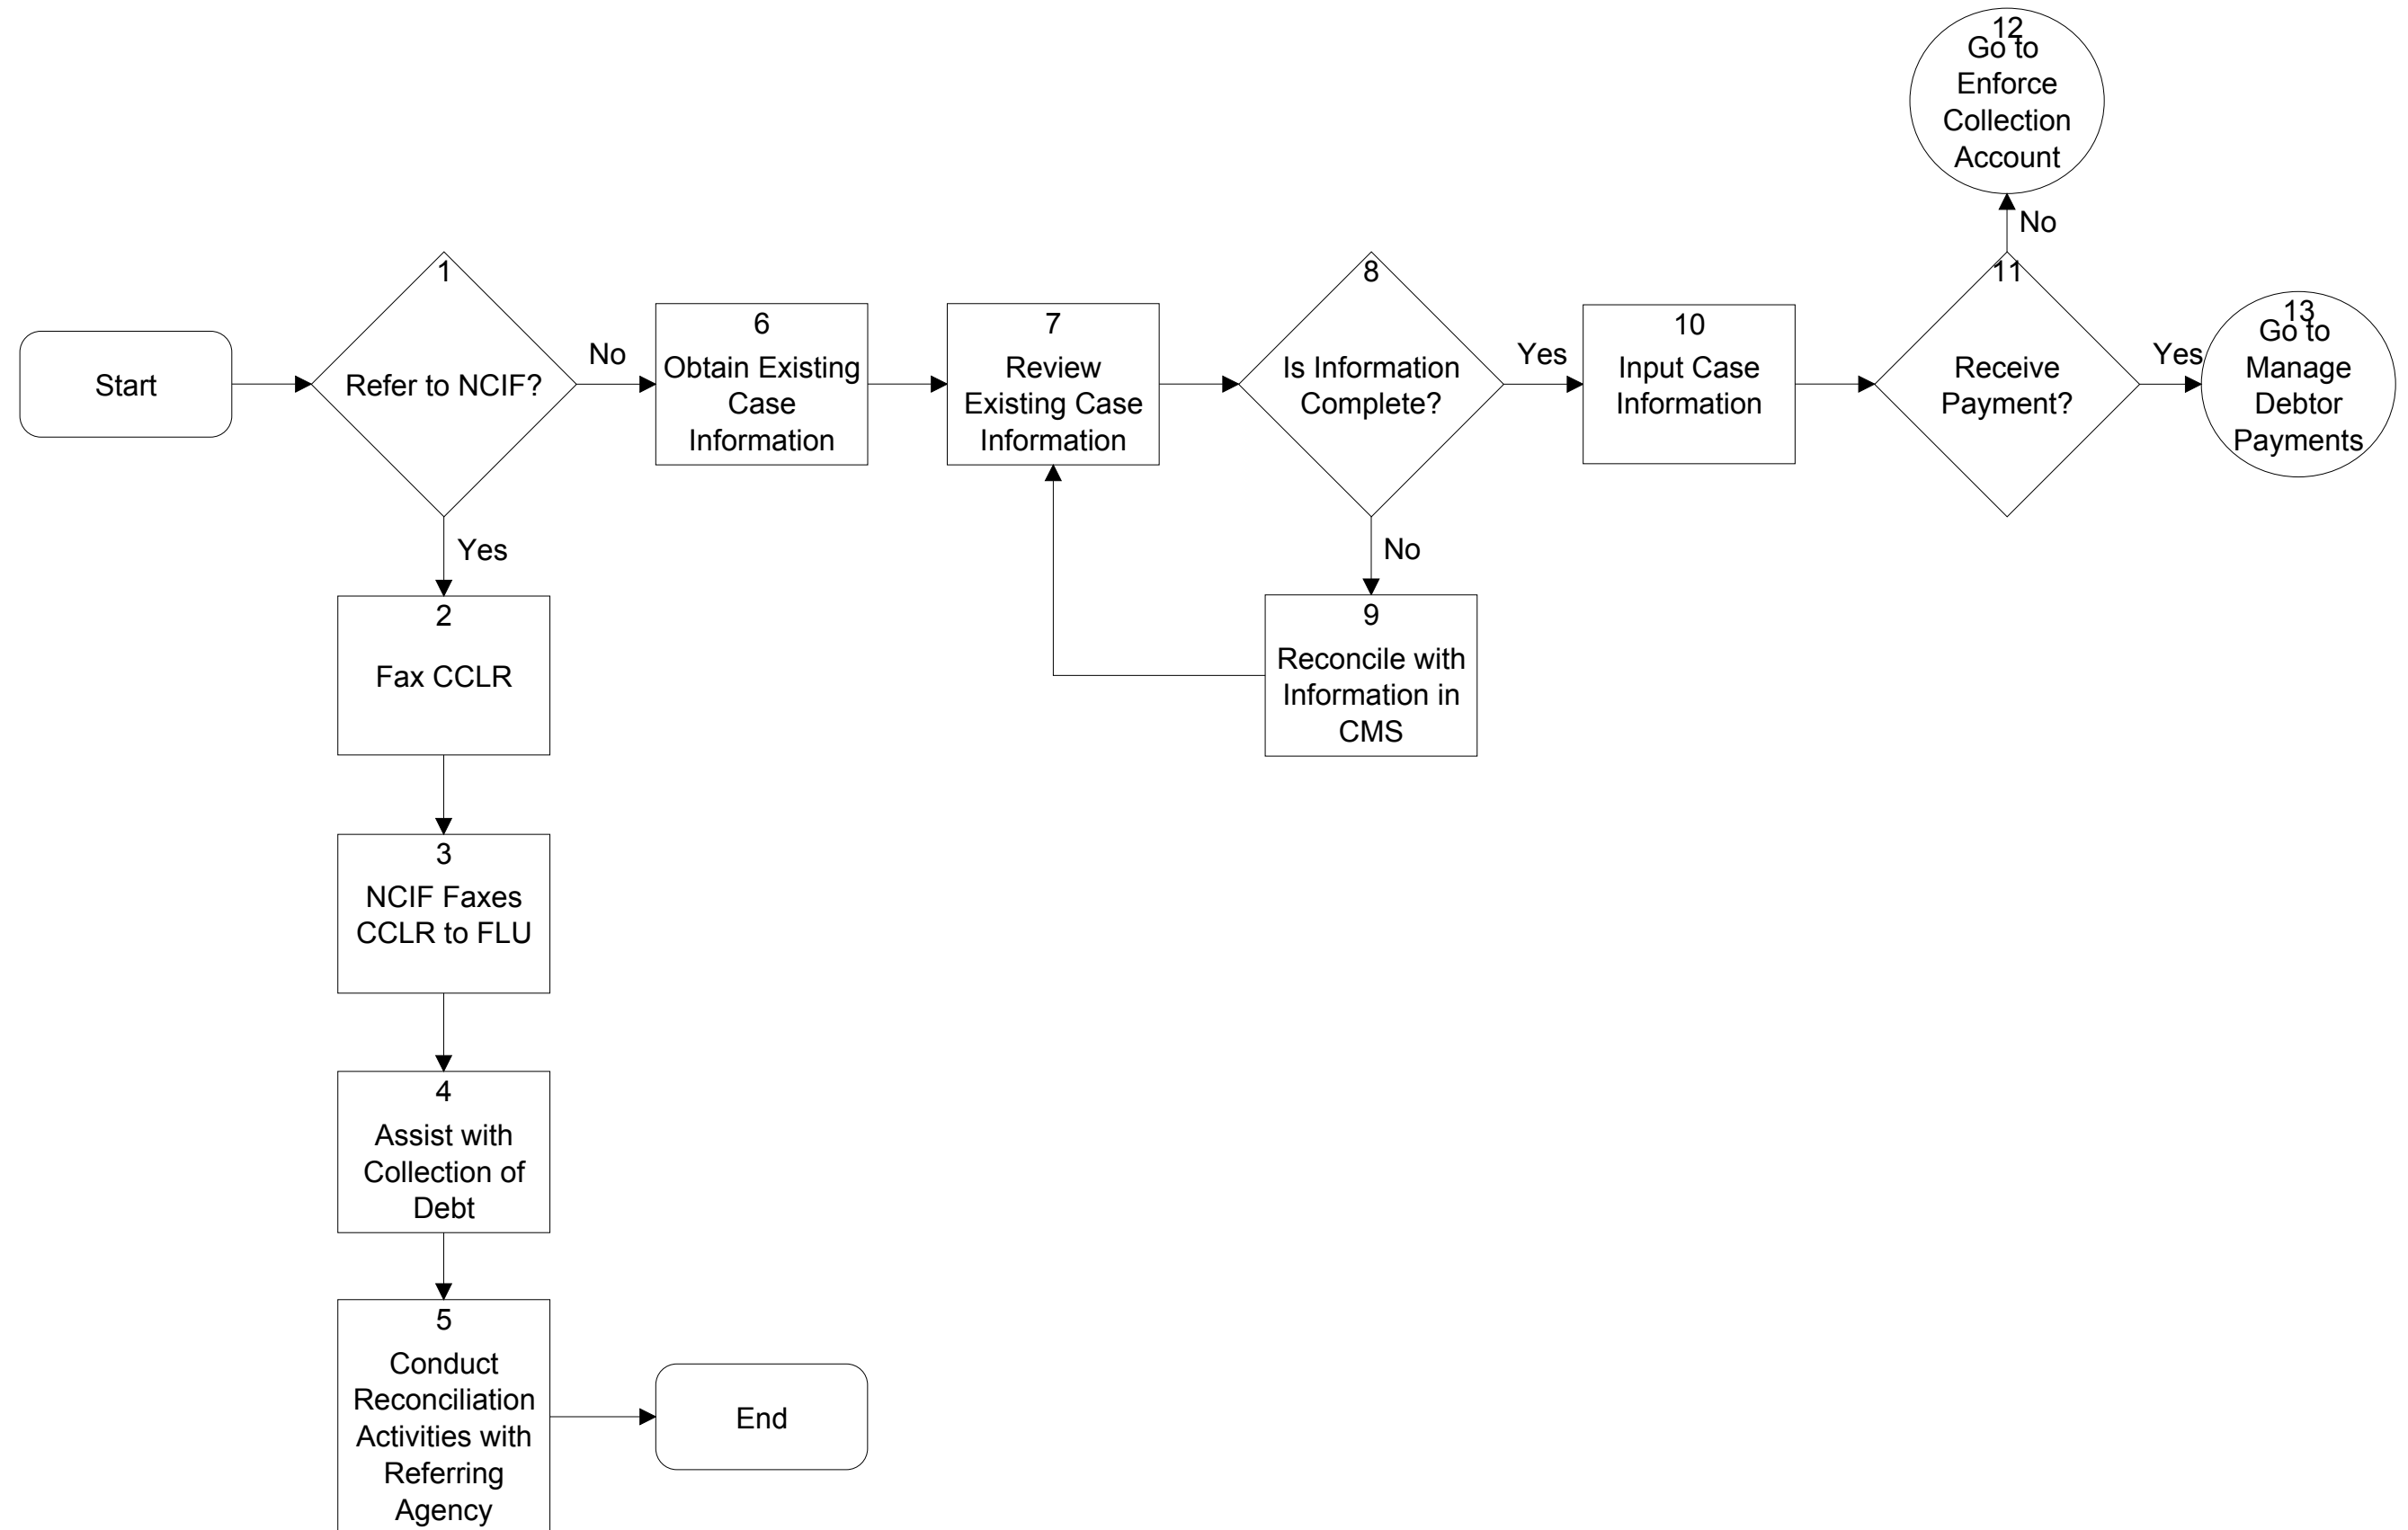 12
Go to
Enforce
Collection
Account
No
Start
1
Refer to NCIF?
No
Yes
6
Obtain Existing
Case
Information
7
Review
Existing Case
Information
8
Is Information
Complete?
Yes
No
10
Input Case
Information
11
Receive
Payment?
Yes
13
Go to
Manage
Debtor
Payments
2
Fax CCLR
9
Reconcile with
Information in
CMS
3
NCIF Faxes
CCLR to FLU
4
Assist with
Collection of
Debt
5
Conduct
Reconciliation
Activities with
Referring
Agency
End